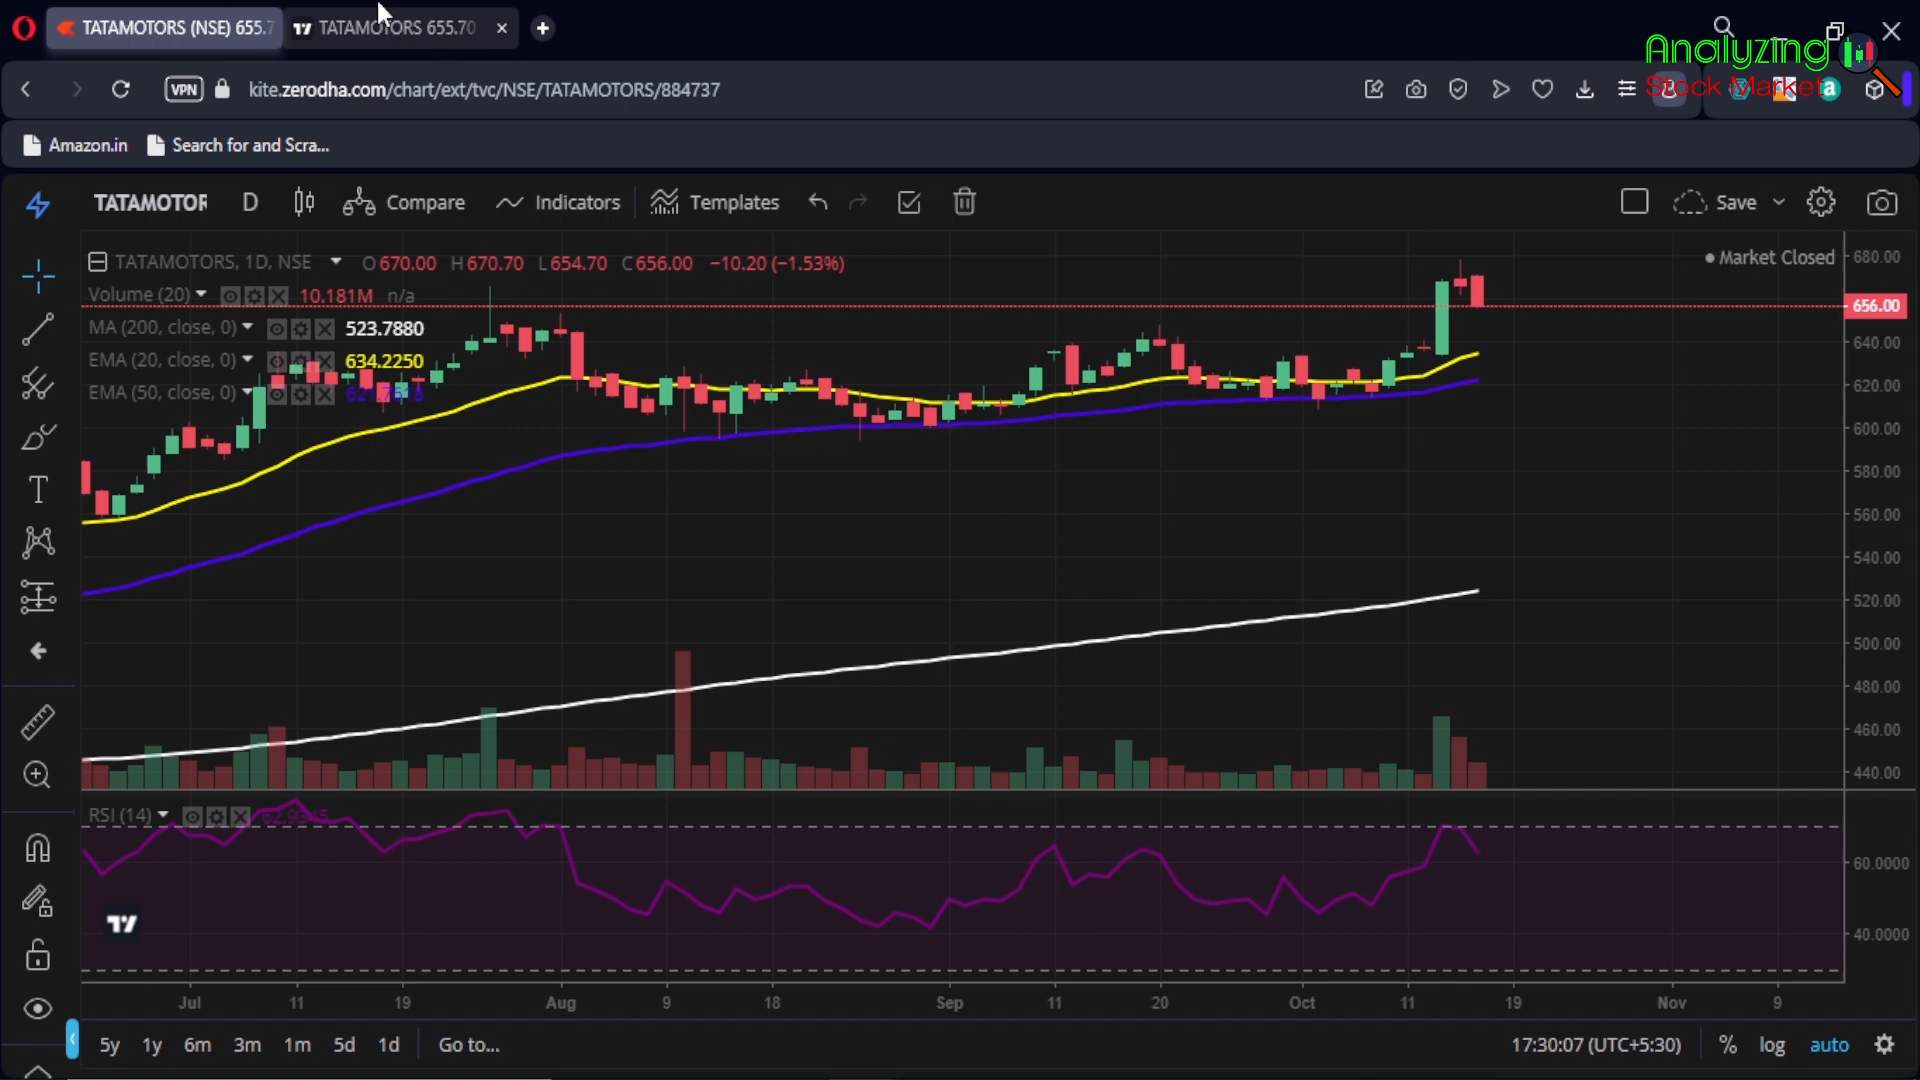 TATAMOTORS (NSE) 655.7
TATAMOTORS 655.70
Analyzing
Stock Market
VPN
kite.zerodha.com/chart/ext/tvc/NSE/TATAMOTORS/884737
Amazon.in
Search for and Scra...
TATAMOTOR
D
Compare
Indicators
Templates
Save
TATAMOTORS, 1D, NSE
O 670.00 H 670.70 L 654.70 C 656.00 −10.20 (−1.53%)
Market Closed
Volume (20) 10.181M n/a
MA (200, close, 0) 523.7880
EMA (20, close, 0) 634.2250
EMA (50, close, 0)
680.00
656.00
640.00
620.00
600.00
580.00
560.00
540.00
520.00
500.00
480.00
460.00
440.00
RSI (14)
60.0000
40.0000
Jul 11 19 Aug 9 18 Sep 11 20 Oct 11 19 Nov 9
5y 1y 6m 3m 1m 5d 1d Go to...
17:30:07 (UTC+5:30) % log auto